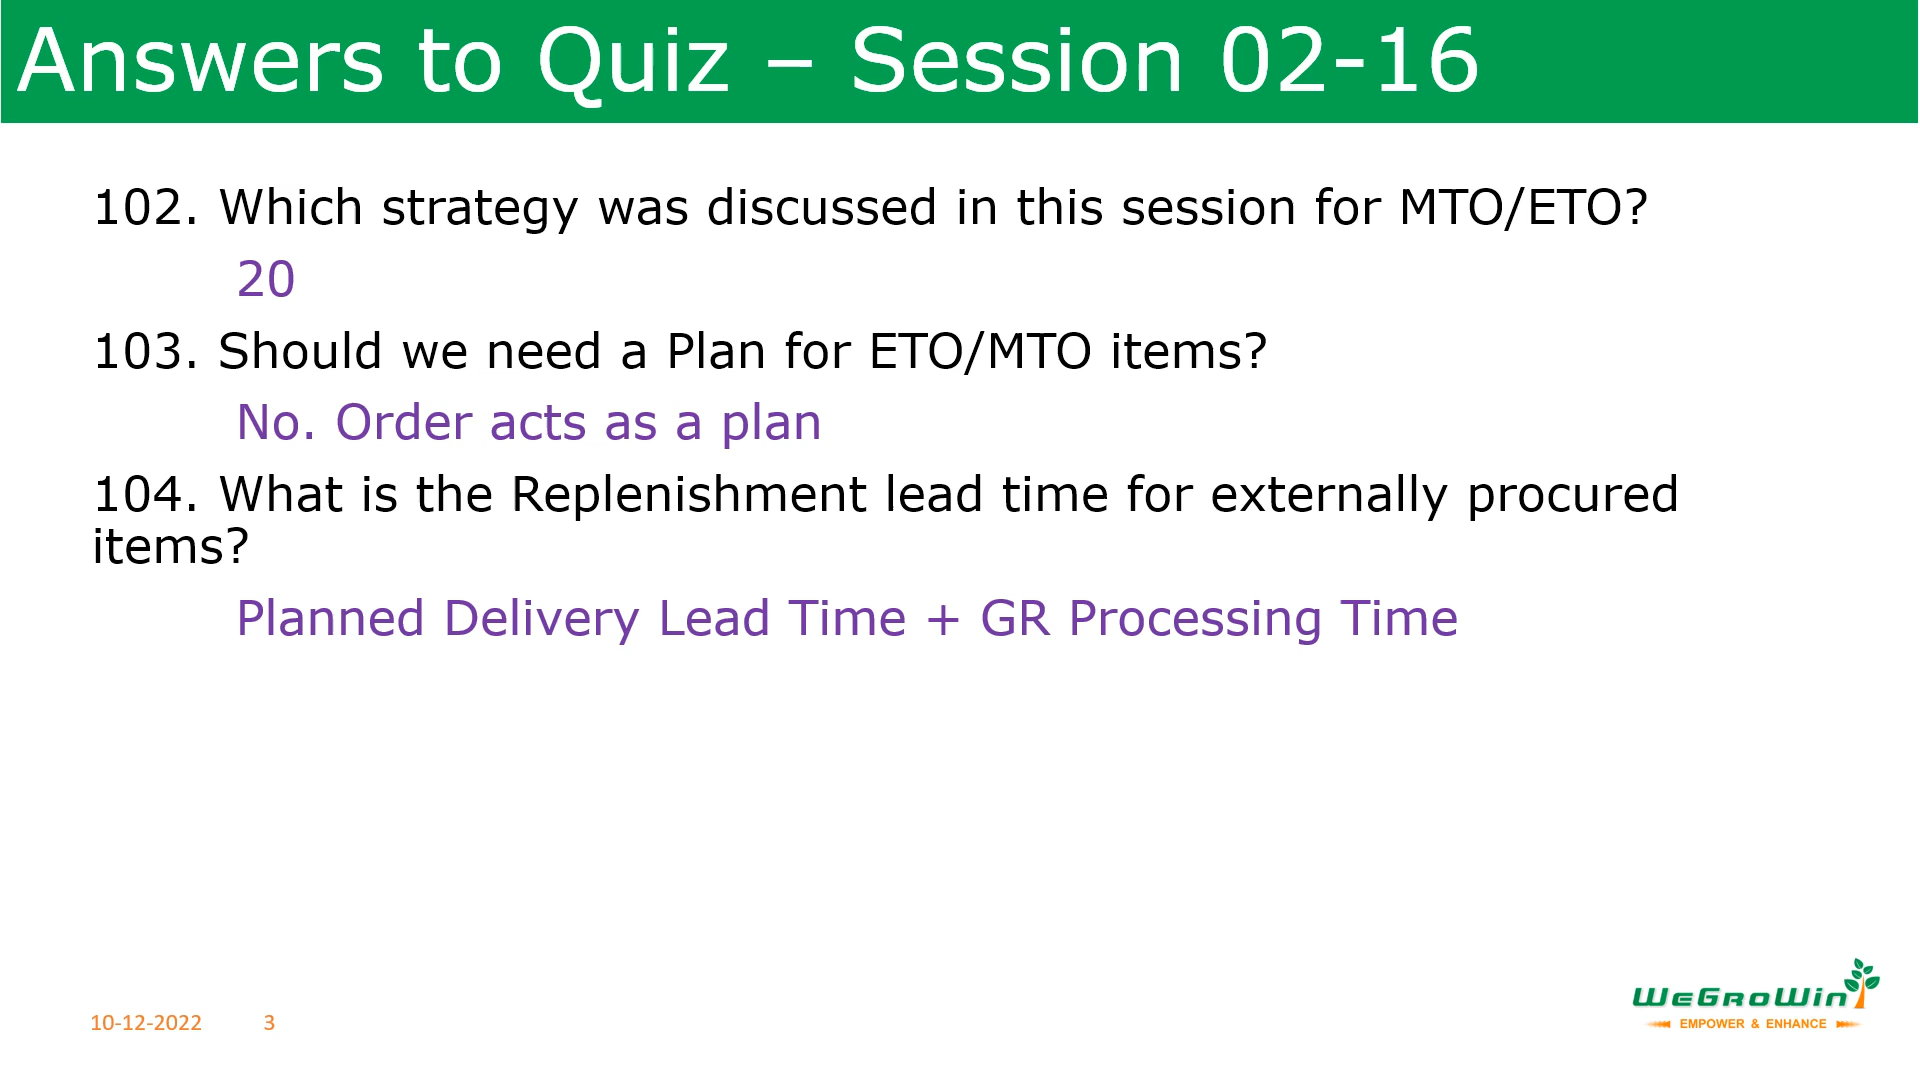 Answers to Quiz – Session 02-16
102. Which strategy was discussed in this session for MTO/ETO?
20
103. Should we need a Plan for ETO/MTO items?
No. Order acts as a plan
104. What is the Replenishment lead time for externally procured
items?
Planned Delivery Lead Time + GR Processing Time
10-12-2022 3
WeGroWin
EMPOWER & ENHANCE